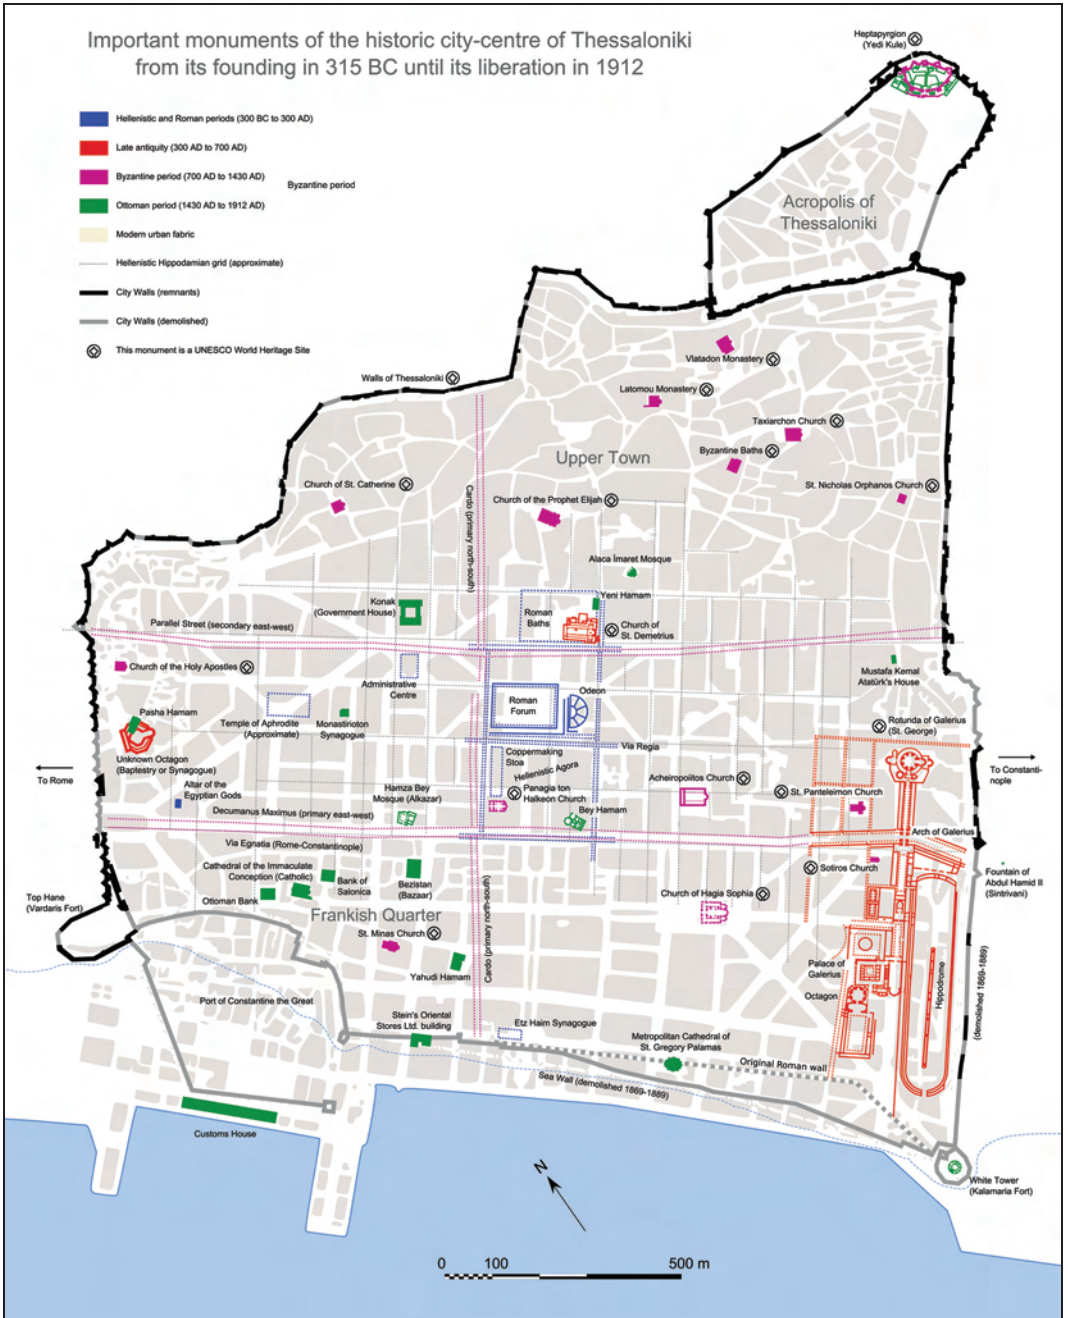 Important monuments of the historic city-centre of Thessaloniki
from its founding in 315 BC until its liberation in 1912
Hellenistic and Roman periods (300 BC to 300 AD)
Late antiquity (300 AD to 700 AD)
Byzantine period (700 AD to 1430 AD)
Byzantine period
Ottoman period (1430 AD to 1912 AD)
Modern urban fabric
Hellenistic Hippodamian grid (approximate)
City Walls (remnants)
City Walls (demolished)
This monument is a UNESCO World Heritage Site
Heptapyrgion
(Yedi Kule)
Acropolis of
Thessaloniki
Vlatadon Monastery
Walls of Thessaloniki
Latomou Monastery
Taxiarchon Church
Byzantine Baths
Upper Town
Church of St. Catherine
St. Nicholas Orphanos Church
Church of the Prophet Elijah
Cardo (primary north-south)
Alaca İmaret Mosque
Konak
(Government House)
Yeni Hamam
Roman
Baths
Church of
St. Demetrius
Parallel Street (secondary east-west)
Church of the Holy Apostles
Administrative
Centre
Mustafa Kemal
Atatürk's House
Odeon
Roman
Forum
Pasha Hamam
Temple of Aphrodite
(Approximate)
Monastirioton
Synagogue
Rotunda of Galerius
(St. George)
Via Regia
Unknown Octagon
(Baptestry or Synagogue)
Coppermaking
Stoa
Hellenistic Agora
To Rome
To Constanti-
nople
Acheiropoiitos Church
Altar of the
Egyptian Gods
Hamza Bey
Mosque (Alkazar)
Panagia ton
Halkeon Church
St. Panteleimon Church
Bey Hamam
Decumanus Maximus (primary east-west)
Arch of Galerius
Via Egnatia (Rome-Constantinople)
Cathedral of the Immaculate
Conception (Catholic)
Bank of
Salonica
Bezistan
(Bazaar)
Sotiros Church
Fountain of
Abdul Hamid II
(Sintrivani)
Ottoman Bank
Church of Hagia Sophia
Top Hane
(Vardaris Fort)
Frankish Quarter
St. Minas Church
Cardo (primary north-south)
Yahudi Hamam
Palace of
Galerius
Octagon
Hippodrome
(demolished 1869-1889)
Port of Constantine the Great
Stein's Oriental
Stores Ltd. building
Etz Haim Synagogue
Metropolitan Cathedral of
St. Gregory Palamas
Original Roman wall
Sea Wall (demolished 1869-1889)
Customs House
White Tower
(Kalamaria Fort)
N
0 100 500 m